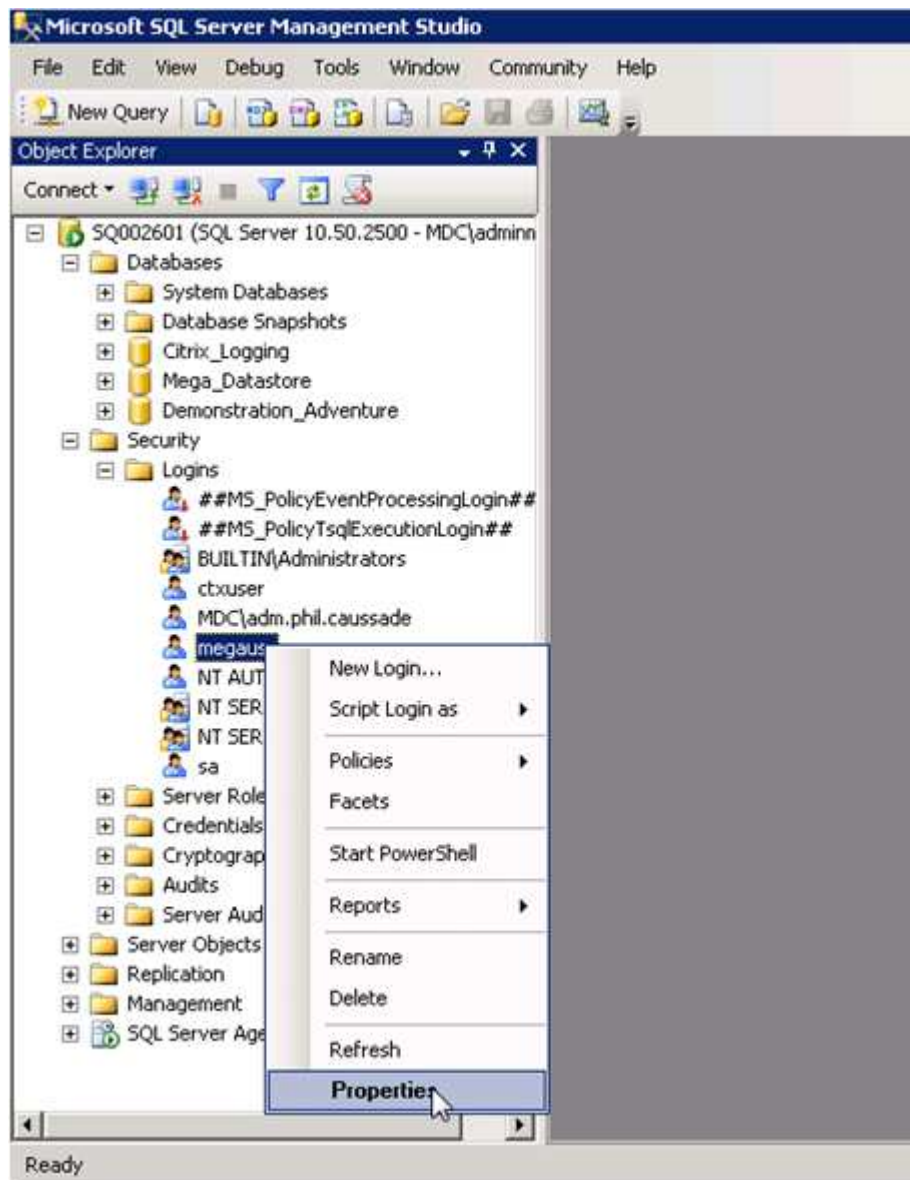 Microsoft SQL Server Management Studio
File Edit View Debug Tools Window Community Help
New Query
Object Explorer
Connect
SQ002601 (SQL Server 10.50.2500 - MDC\adminn
Databases
System Databases
Database Snapshots
Citrix_Logging
Mega_Datastore
Demonstration_Adventure
Security
Logins
##MS_PolicyEventProcessingLogin##
##MS_PolicyTsqlExecutionLogin##
BUILTIN\Administrators
ctxuser
MDC\adm.phil.caussade
megaus
NT AUT
NT SER
NT SER
sa
Server Role
Credentials
Cryptograp
Audits
Server Aud
Server Objects
Replication
Management
SQL Server Age
New Login...
Script Login as
Policies
Facets
Start PowerShell
Reports
Rename
Delete
Refresh
Properties
Ready